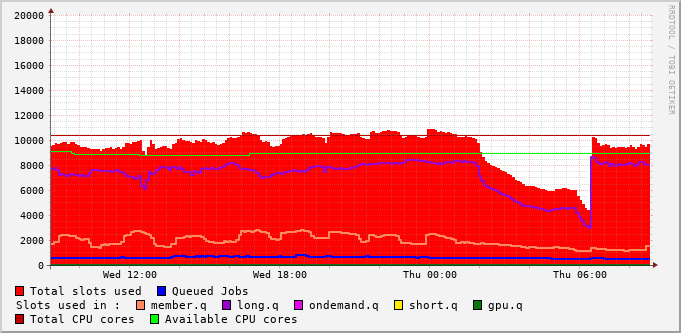 20000
18000
16000
14000
12000
10000
8000
6000
4000
2000
0
Wed 12:00 Wed 18:00 Thu 00:00 Thu 06:00
RRDTOOL / TOBI OETIKER
Total slots used Queued Jobs
Slots used in : member.q long.q ondemand.q short.q gpu.q
Total CPU cores Available CPU cores